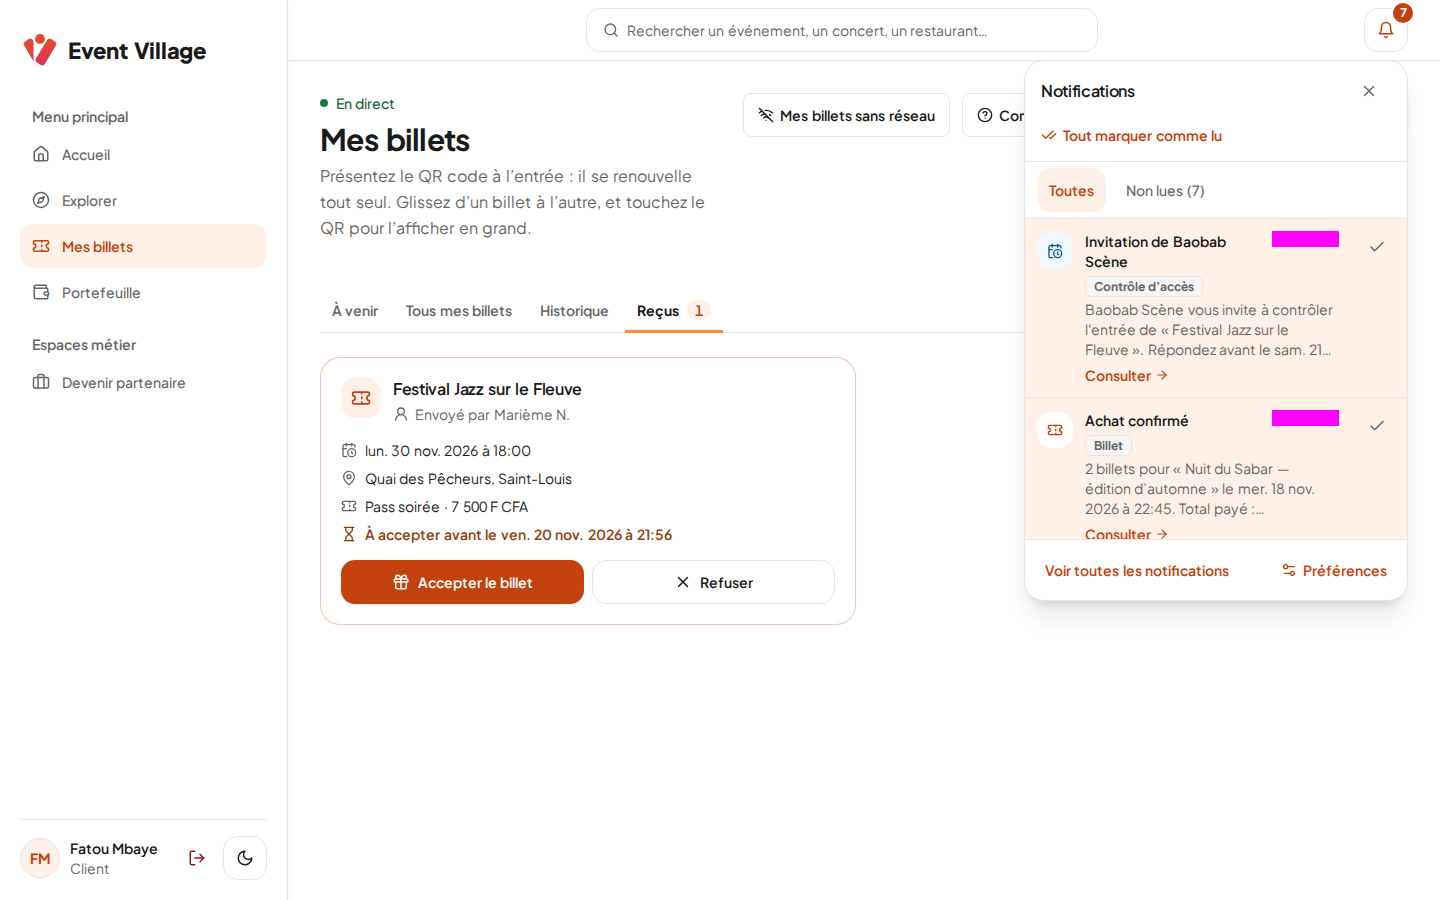 Event Village
Menu principal
Accueil
Explorer
Mes billets
Portefeuille
Espaces métier
Devenir partenaire
FM
Fatou Mbaye
Client
Rechercher un événement, un concert, un restaurant...
7
En direct
Mes billets
Présentez le QR code à l’entrée : il se renouvelle
tout seul. Glissez d’un billet à l’autre, et touchez le
QR pour l’afficher en grand.
Mes billets sans réseau
À venir
Tous mes billets
Historique
Reçus 1
Festival Jazz sur le Fleuve
Envoyé par Marième N.
lun. 30 nov. 2026 à 18:00
Quai des Pêcheurs, Saint-Louis
Pass soirée · 7 500 F CFA
À accepter avant le ven. 20 nov. 2026 à 21:56
Accepter le billet
Refuser
Notifications
Tout marquer comme lu
Toutes
Non lues (7)
Invitation de Baobab
Scène
Contrôle d’accès
Baobab Scène vous invite à contrôler
l’entrée de « Festival Jazz sur le
Fleuve ». Répondez avant le sam. 21...
Consulter
Achat confirmé
Billet
2 billets pour « Nuit du Sabar —
édition d’automne » le mer. 18 nov.
2026 à 22:45. Total payé :...
Consulter
Voir toutes les notifications
Préférences